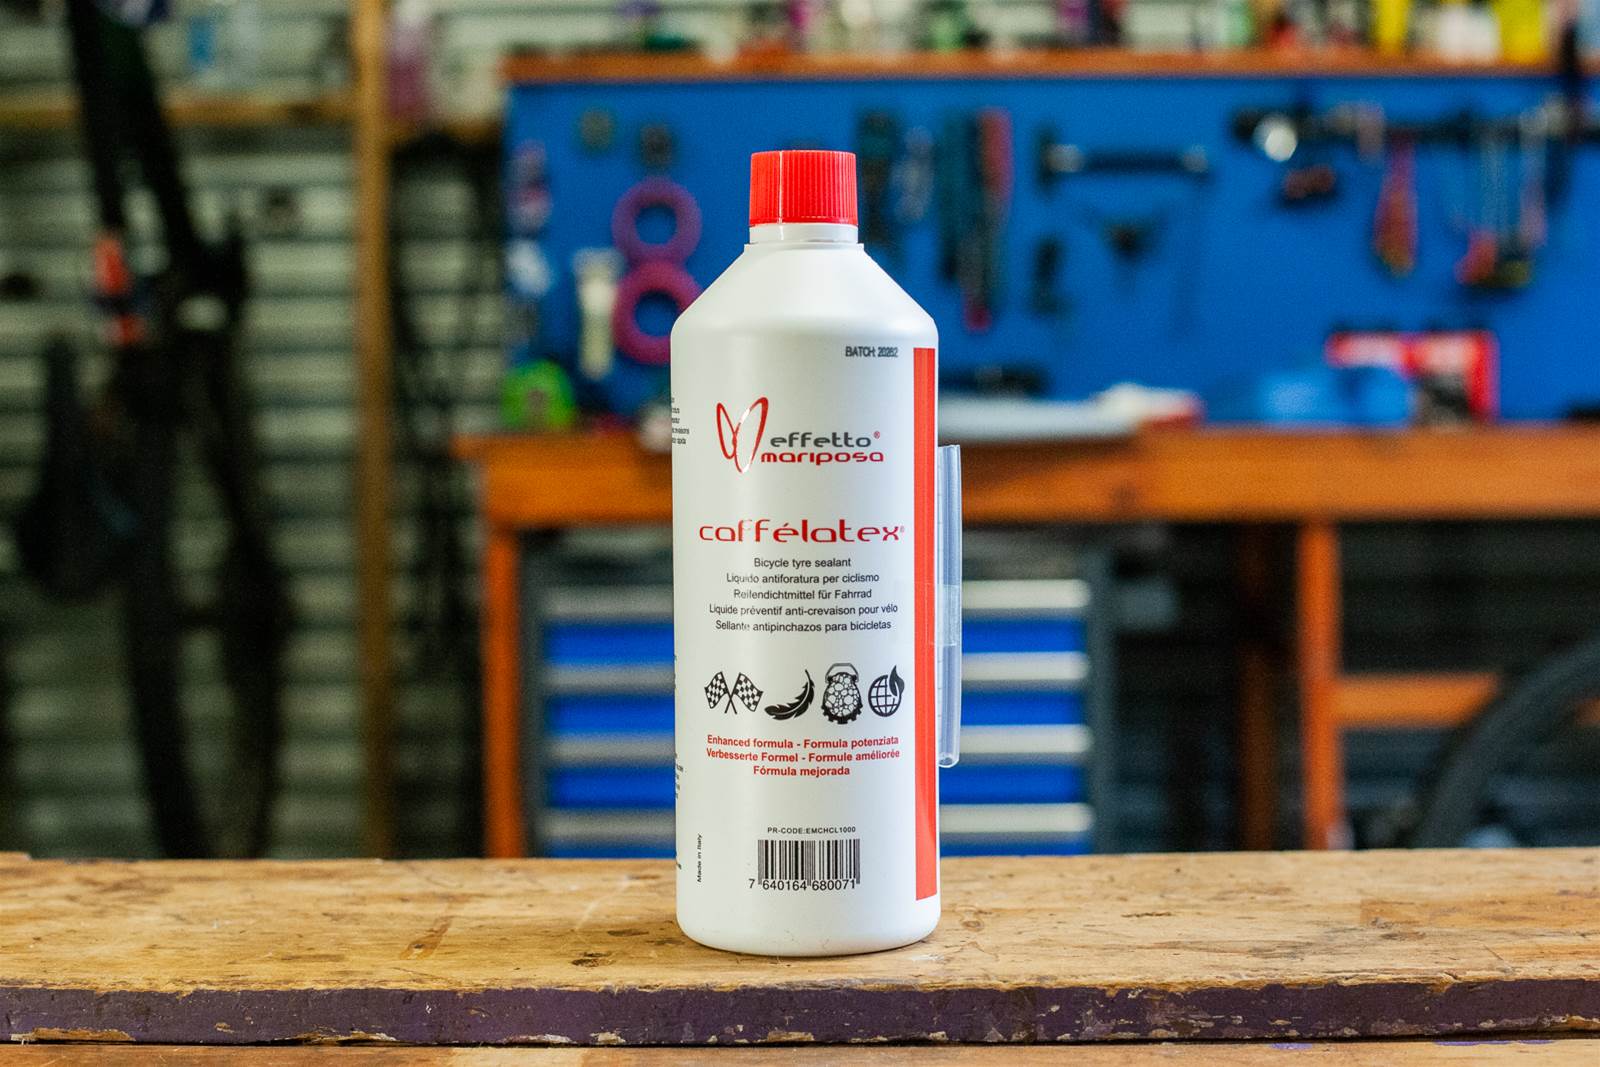 BATCH: 20282
effetto®
mariposa
caffélatex®
Bicycle tyre sealant
Liquido antiforatura per ciclismo
Reifendichtmittel für Fahrrad
Liquide préventif anti-crevaison pour vélo
Sellante antipinchazos para bicicletas
Enhanced formula - Formula potenziata
Verbesserte Formel - Formule améliorée
Fórmula mejorada
PR-CODE:EMCHCL1000
7 640164 680071
Made in Italy